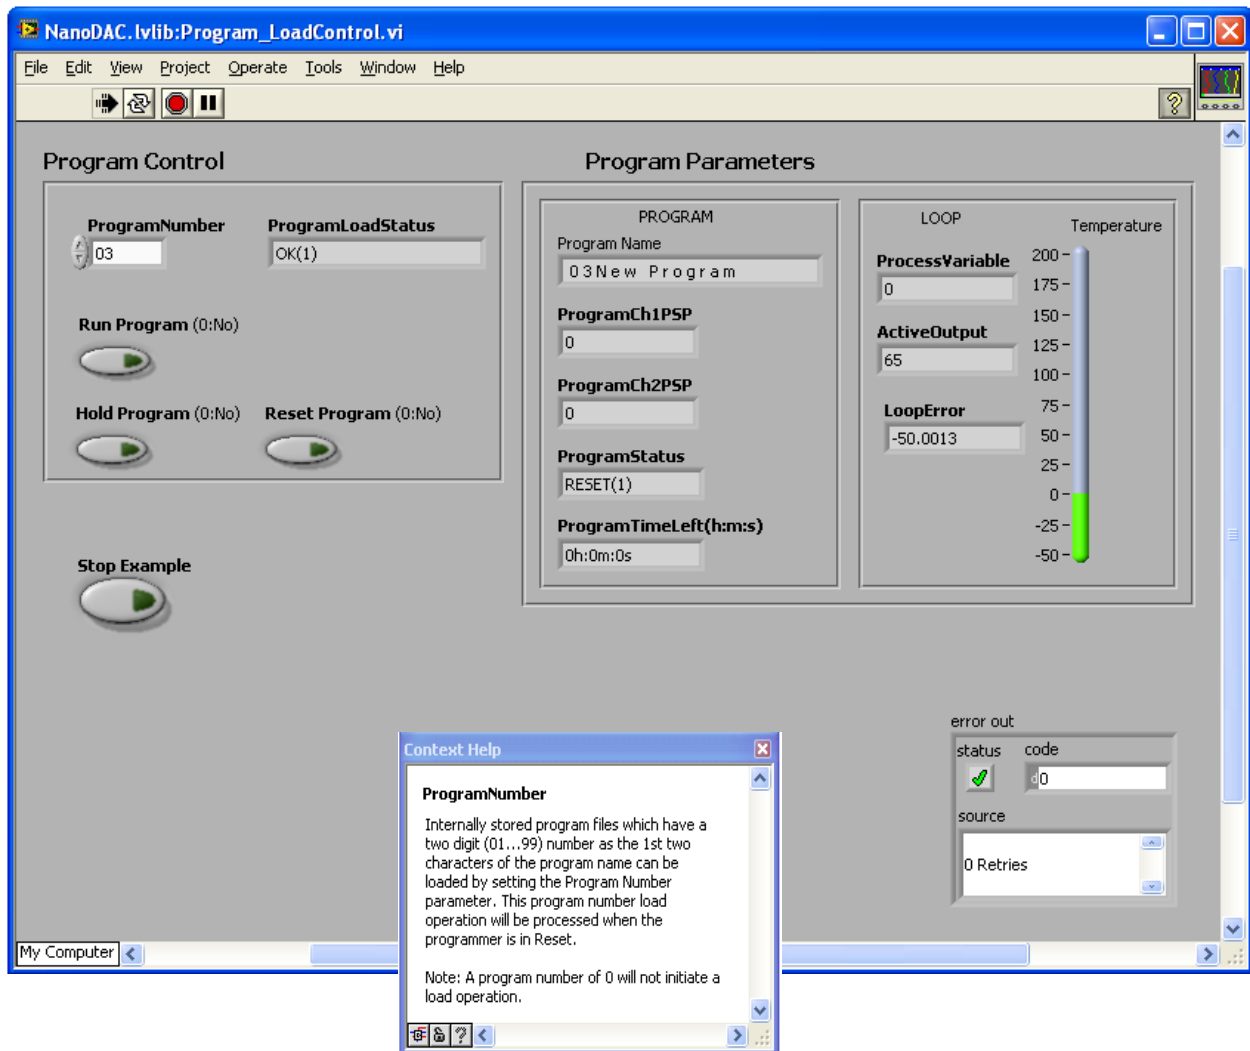 NanoDAC.lvlib:Program_LoadControl.vi
File Edit View Project Operate Tools Window Help
Program Control
ProgramNumber ProgramLoadStatus
03 OK(1)
Run Program (0:No)
Hold Program (0:No) Reset Program (0:No)
Stop Example
Program Parameters
PROGRAM
Program Name
03New Program
ProgramCh1PSP
0
ProgramCh2PSP
0
ProgramStatus
RESET(1)
ProgramTimeLeft(h:m:s)
0h:0m:0s
LOOP
ProcessVariable
0
ActiveOutput
65
LoopError
-50.0013
Temperature
200
175
150
125
100
75
50
25
0
-25
-50
error out
status code
d0
source
0 Retries
My Computer
Context Help
ProgramNumber
Internally stored program files which have a
two digit (01...99) number as the 1st two
characters of the program name can be
loaded by setting the Program Number
parameter. This program number load
operation will be processed when the
programmer is in Reset.
Note: A program number of 0 will not initiate a
load operation.